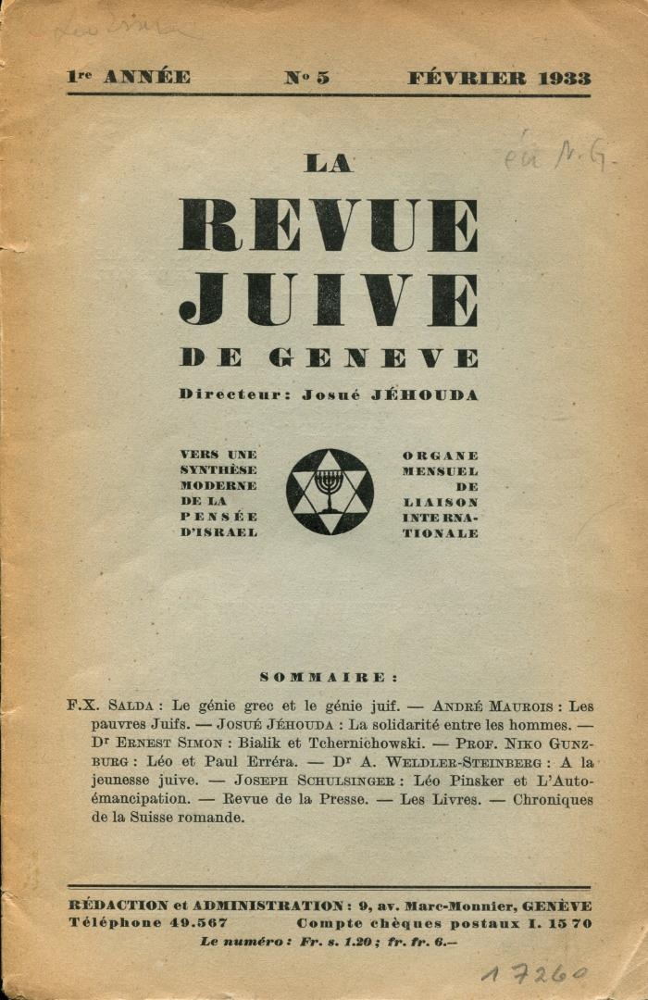 1re ANNÉE No 5 FÉVRIER 1933
én N. G.
LA
REVUE
JUIVE
DE GENEVE
Directeur: Josué JÉHOUDA
VERS UNE
SYNTHÈSE
MODERNE
DE LA
PENSÉE
D'ISRAEL
ORGANE
MENSUEL
DE
LIAISON
INTERNA-
TIONALE
SOMMAIRE:
F.X. SALDA : Le génie grec et le génie juif. — ANDRÉ MAUROIS : Les
pauvres Juifs. — JOSUÉ JÉHOUDA : La solidarité entre les hommes. —
Dr ERNEST SIMON : Bialik et Tchernichowski. — PROF. NIKO GUNZ-
BURG : Léo et Paul Erréra. — Dr A. WELDLER-STEINBERG : A la
jeunesse juive. — JOSEPH SCHULSINGER : Léo Pinsker et L'Auto-
émancipation. — Revue de la Presse. — Les Livres. — Chroniques
de la Suisse romande.
RÉDACTION et ADMINISTRATION : 9, av. Marc-Monnier, GENÈVE
Téléphone 49.567 Compte chèques postaux I. 15 70
Le numéro : Fr. s. 1.20 ; fr. fr. 6.—
17260